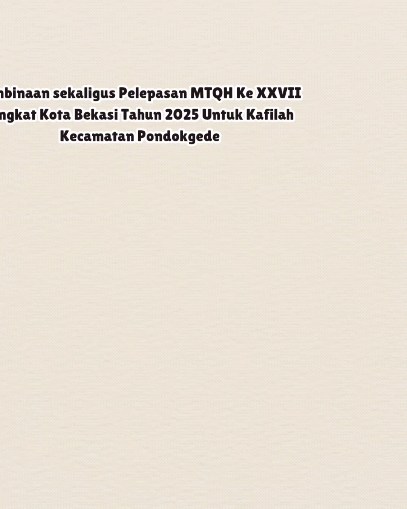 mbinaan sekaligus Pelepasan MTQH Ke XXVII
ngkat Kota Bekasi Tahun 2025 Untuk Kafilah
Kecamatan Pondokgede